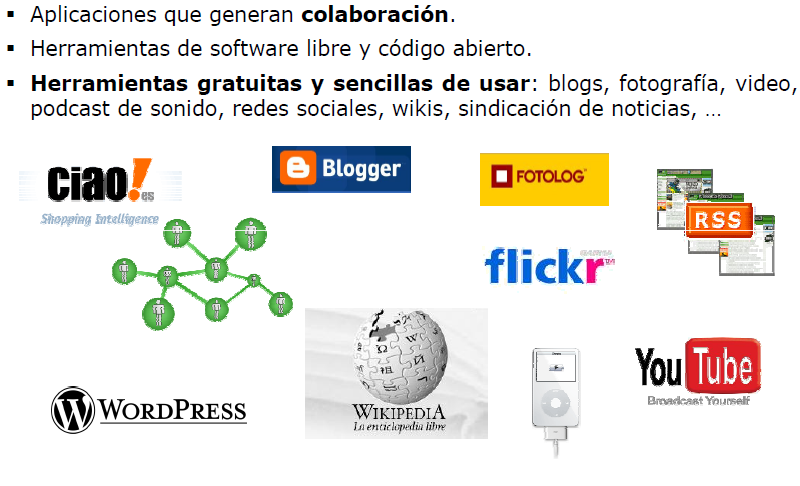 ▪ Aplicaciones que generan colaboración.
▪ Herramientas de software libre y código abierto.
▪ Herramientas gratuitas y sencillas de usar: blogs, fotografía, video,
podcast de sonido, redes sociales, wikis, sindicación de noticias, …
ciao!es
Shopping Intelligence
Blogger
FOTOLOG
RSS
flickr
WORDPRESS
WIKIPEDIA
La enciclopedia libre
YouTube
Broadcast Yourself